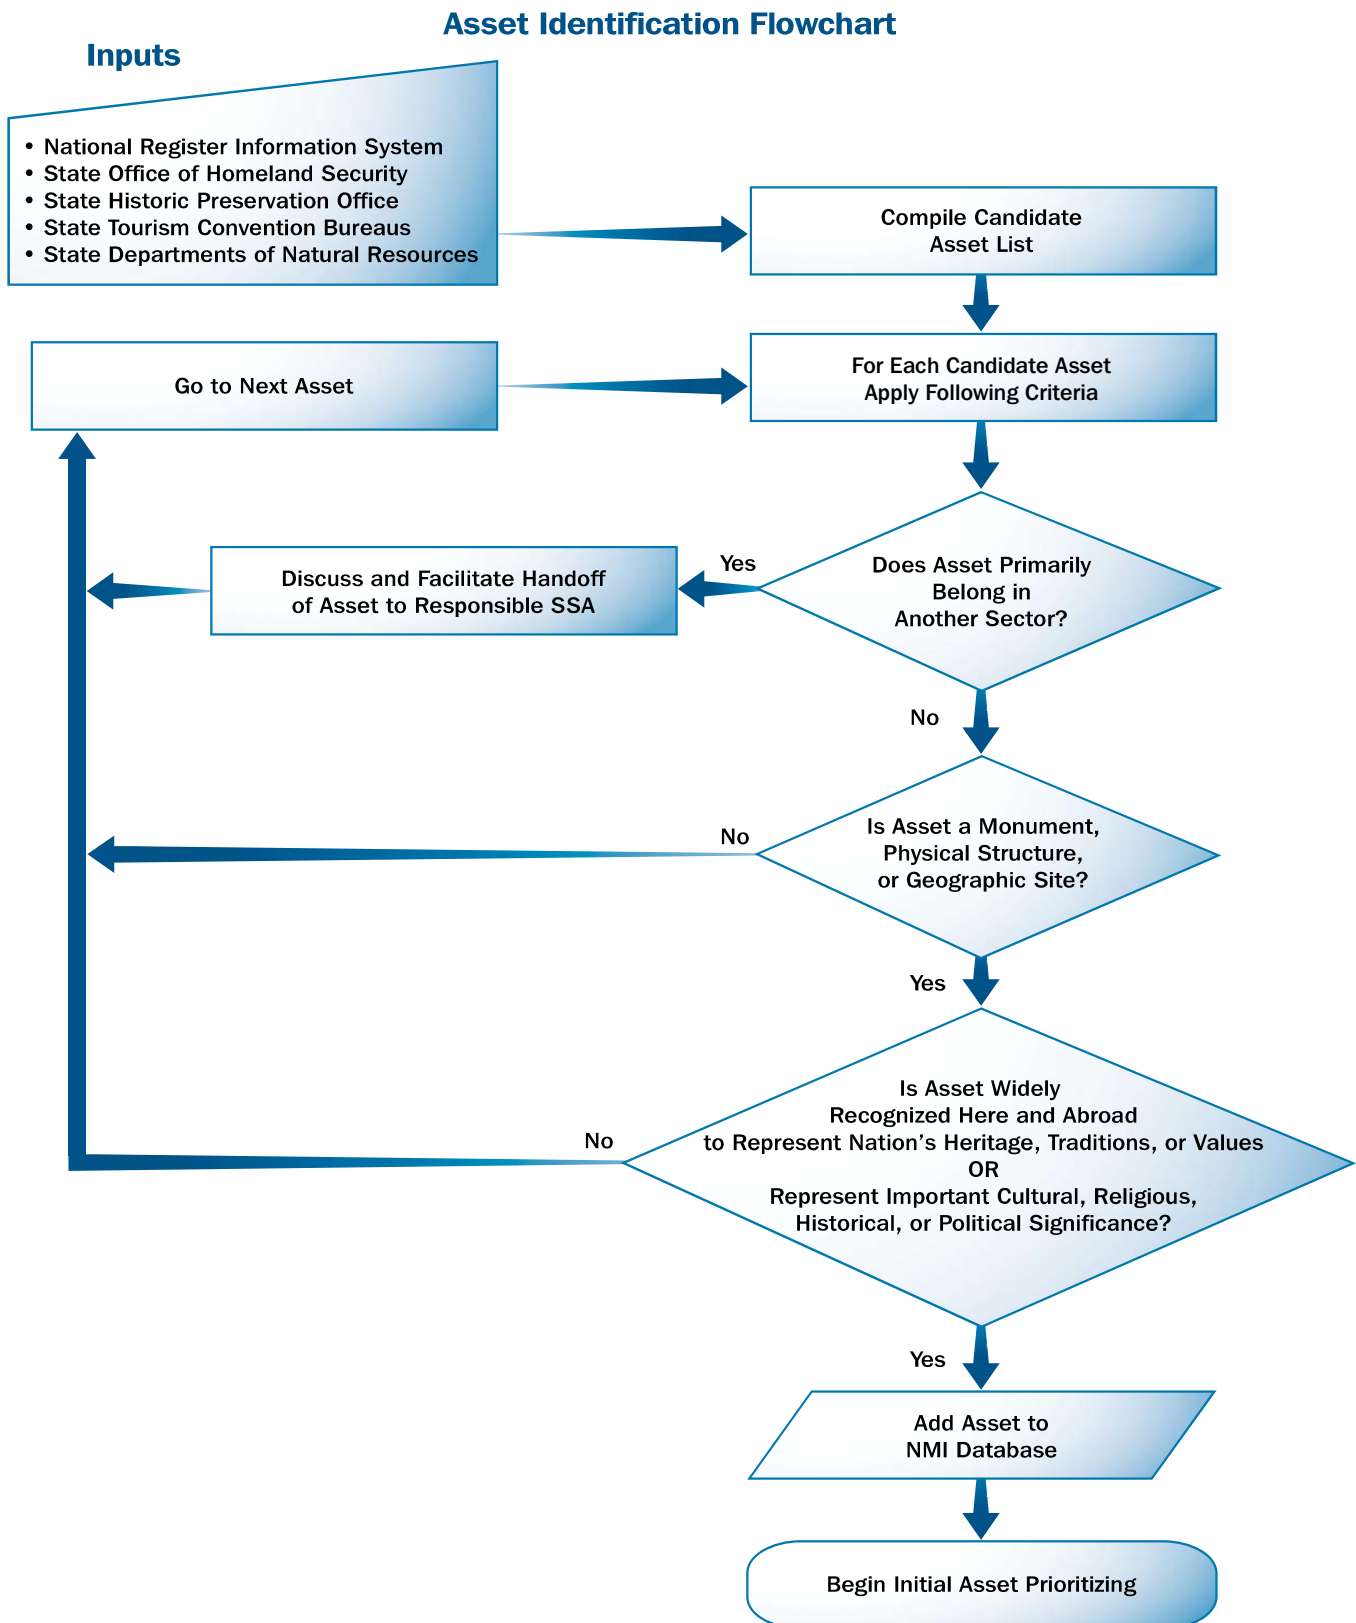 Asset Identification Flowchart
Inputs
• National Register Information System
• State Office of Homeland Security
• State Historic Preservation Office
• State Tourism Convention Bureaus
• State Departments of Natural Resources
Compile Candidate
Asset List
Go to Next Asset
For Each Candidate Asset
Apply Following Criteria
Discuss and Facilitate Handoff
of Asset to Responsible SSA
Yes
Does Asset Primarily
Belong in
Another Sector?
No
No
Is Asset a Monument,
Physical Structure,
or Geographic Site?
Yes
No
Is Asset Widely
Recognized Here and Abroad
to Represent Nation’s Heritage, Traditions, or Values
OR
Represent Important Cultural, Religious,
Historical, or Political Significance?
Yes
Add Asset to
NMI Database
Begin Initial Asset Prioritizing